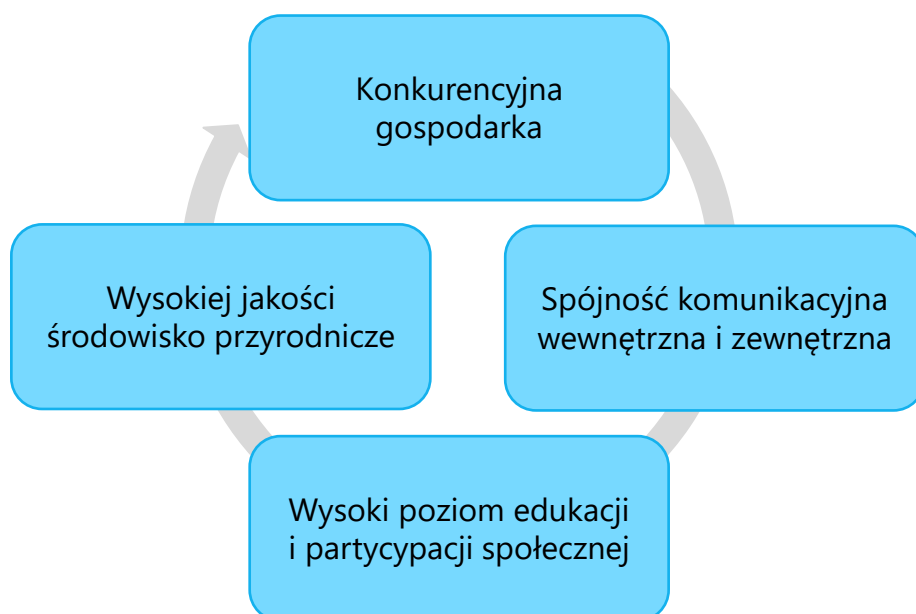 Konkurencyjna
gospodarka
Spójność komunikacyjna
wewnętrzna i zewnętrzna
Wysoki poziom edukacji
i partycypacji społecznej
Wysokiej jakości
środowisko przyrodnicze